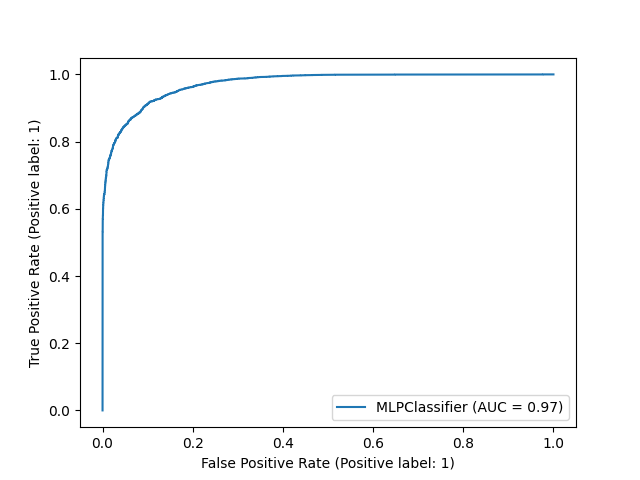 True Positive Rate (Positive label: 1)
1.0
0.8
0.6
0.4
0.2
0.0
MLPClassifier (AUC = 0.97)
0.0 0.2 0.4 0.6 0.8 1.0
False Positive Rate (Positive label: 1)